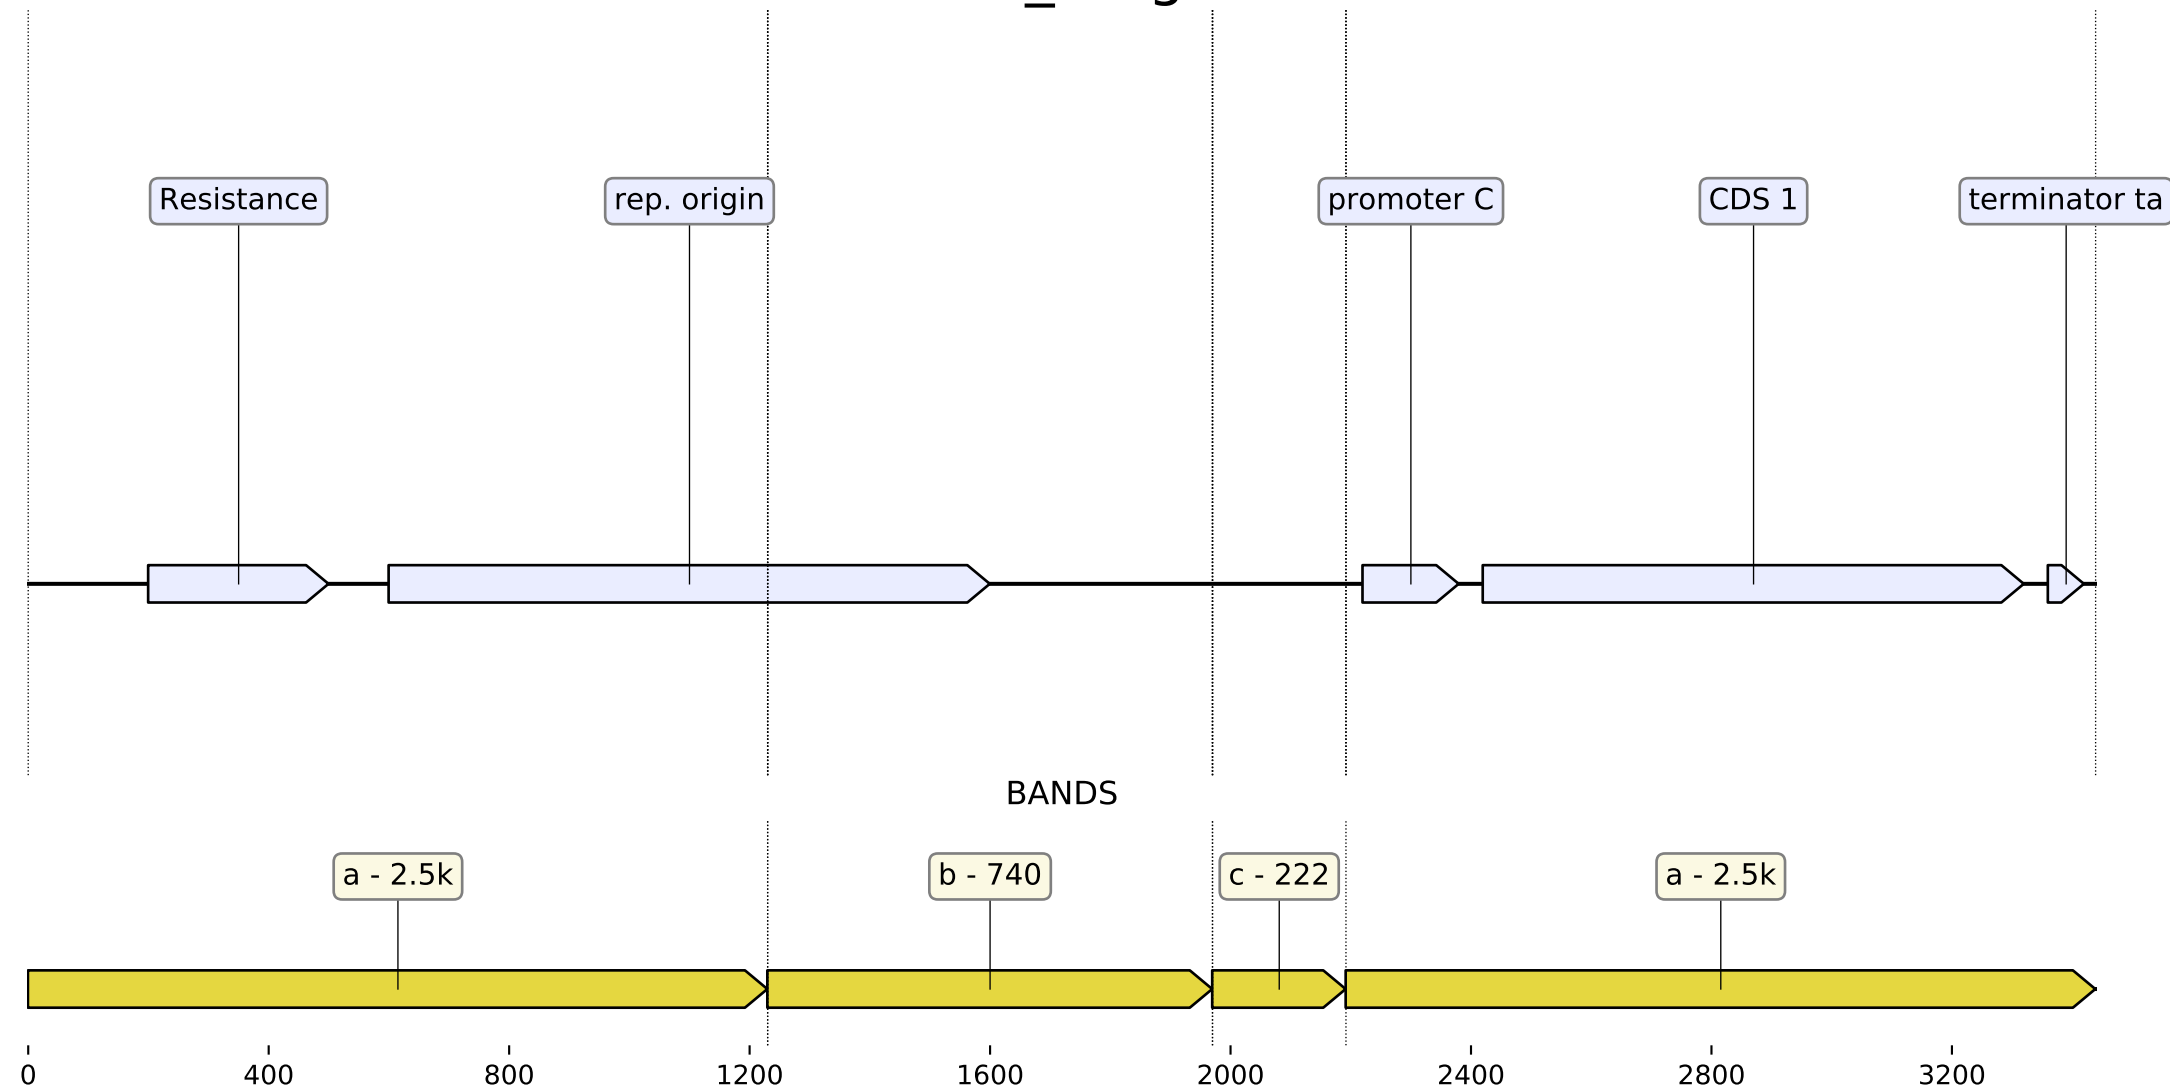 Resistance
rep. origin
promoter C
CDS 1
terminator ta
BANDS
a - 2.5k
b - 740
c - 222
a - 2.5k
0 400 800 1200 1600 2000 2400 2800 3200